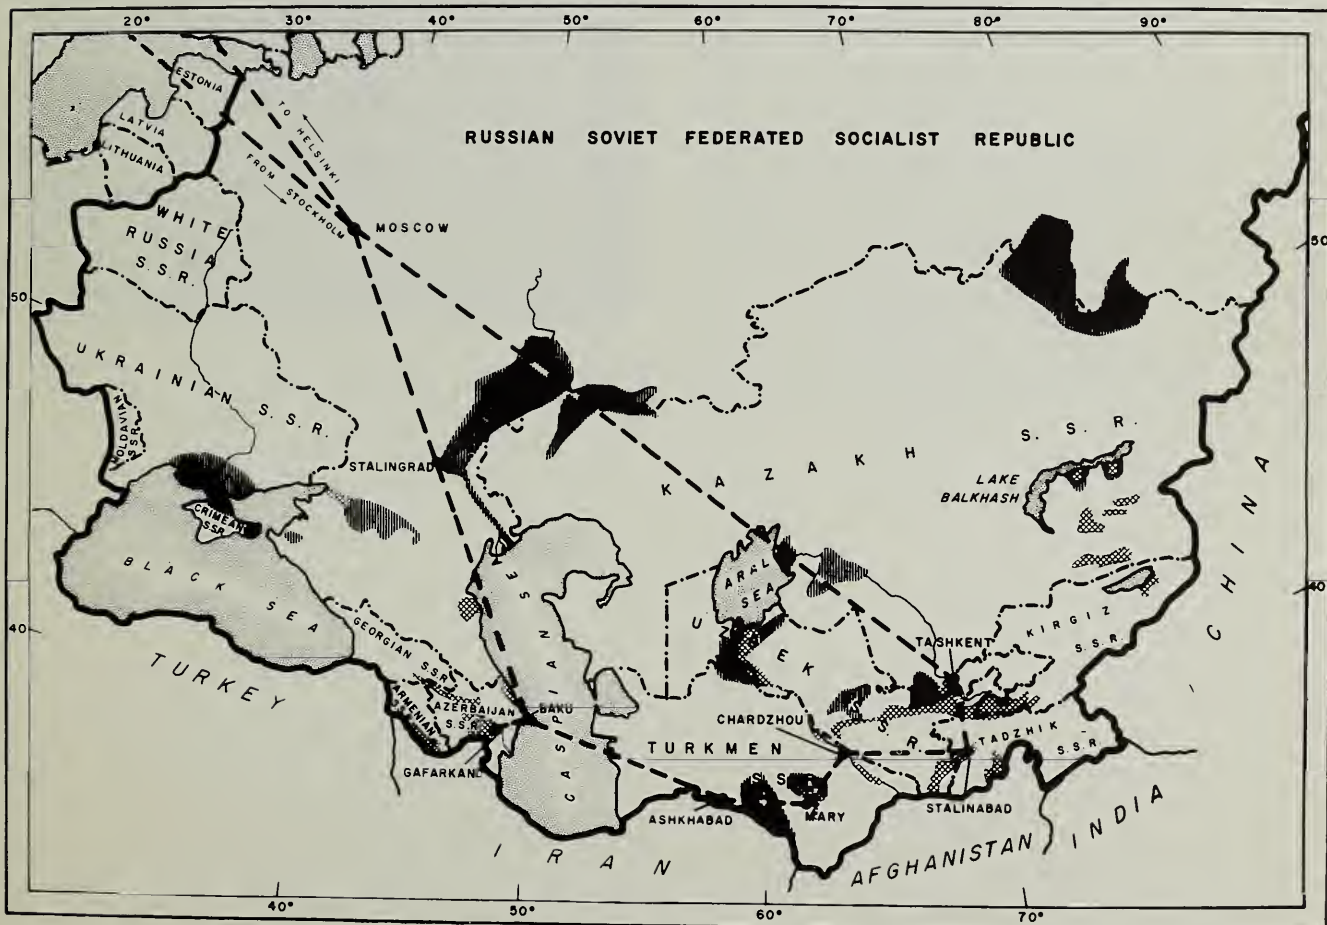 20° 30° 40° 50° 60° 70° 80° 90°
ESTONIA
TO HELSINKI
LATVIA
LITHUANIA
FROM STOCKHOLM
RUSSIAN SOVIET FEDERATED SOCIALIST REPUBLIC
WHITE
RUSSIA
S.S.R.
MOSCOW
50
50
UKRAINIAN S.S.R.
MOLDAVIAN
S.S.R.
STALINGRAD
KAZAKH S.S.R.
LAKE
BALKHASH
CHINA
CRIMEAN
S.S.R.
BLACK SEA
ARAL
SEA
40
40
CASPIAN SEA
GEORGIAN
S.S.R.
KIRGIZ
S.S.R.
TASHKENT
TURKEY
ARMENIAN
AZERBAIJAN
S.S.R.
BAKU
CHARDZHOU
TURKMEN
S S R
TADZHIK
S.S.R.
GAFARKAND
ASHKHABAD
MARY
STALINABAD
IRAN
AFGHANISTAN
INDIA
40° 50° 60° 70°